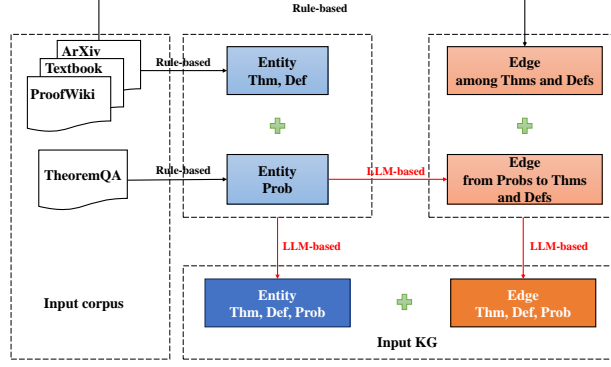 Rule-based
ArXiv
Textbook
ProofWiki
Rule-based
Entity
Thm, Def
Edge
among Thms and Defs
TheoremQA
Rule-based
Entity
Prob
LLM-based
Edge
from Probs to Thms
and Defs
LLM-based
LLM-based
Input corpus
Entity
Thm, Def, Prob
Edge
Thm, Def, Prob
Input KG